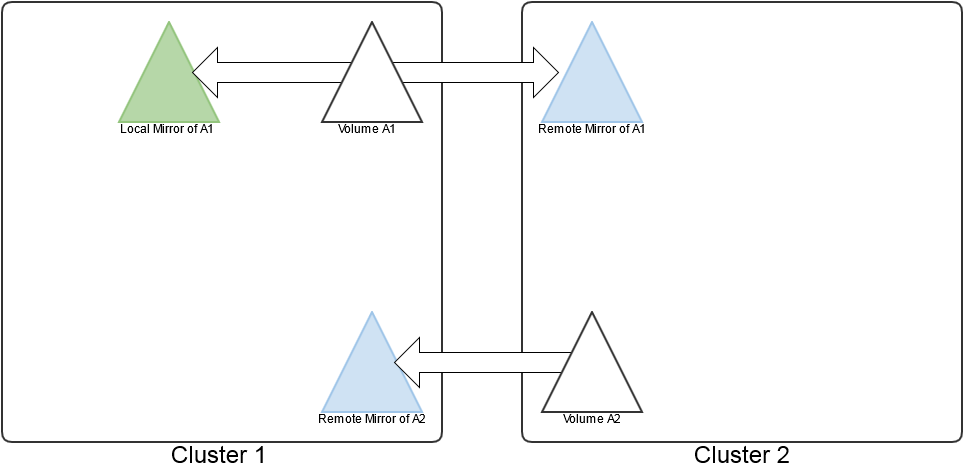 Local Mirror of A1
Volume A1
Remote Mirror of A1
Remote Mirror of A2
Volume A2
Cluster 1
Cluster 2